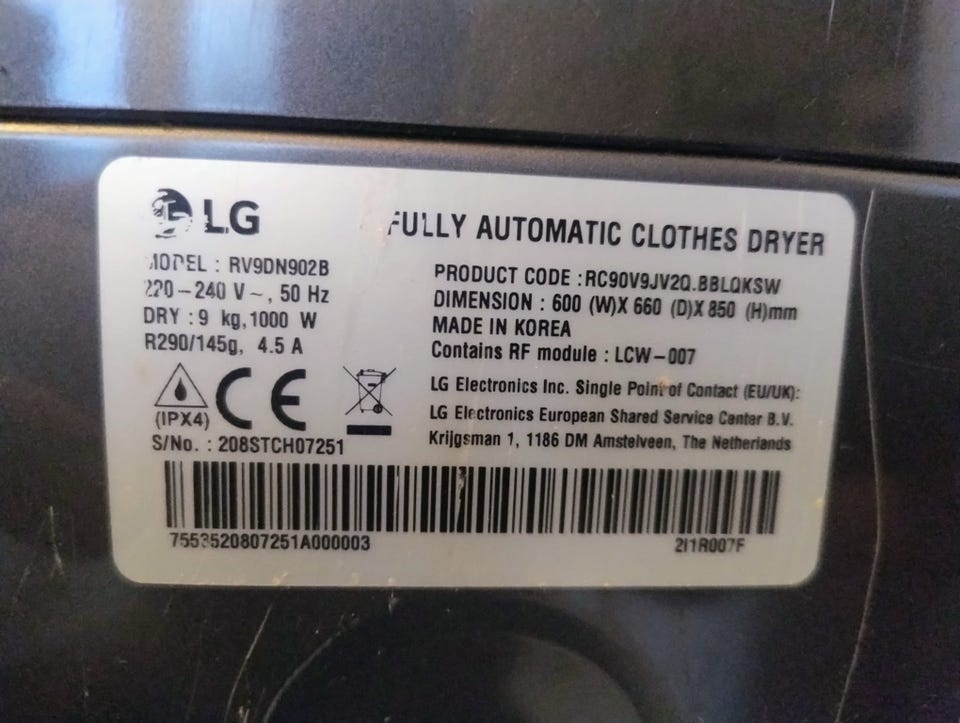 LG
FULLY AUTOMATIC CLOTHES DRYER
MODEL : RV9DN902B
220-240 V~, 50 Hz
DRY : 9 kg,1000 W
R290/145g, 4.5 A
PRODUCT CODE :RC90V9JV2Q.BBLQKSW
DIMENSION : 600 (W)X 660 (D)X 850 (H)mm
MADE IN KOREA
Contains RF module : LCW-007
(IPX4)
CE
S/No. : 208STCH07251
LG Electronics Inc. Single Point of Contact (EU/UK):
LG Electronics European Shared Service Center B.V.
Krijgsman 1, 1186 DM Amstelveen, The Netherlands
7553520807251A000003
2I1R007F